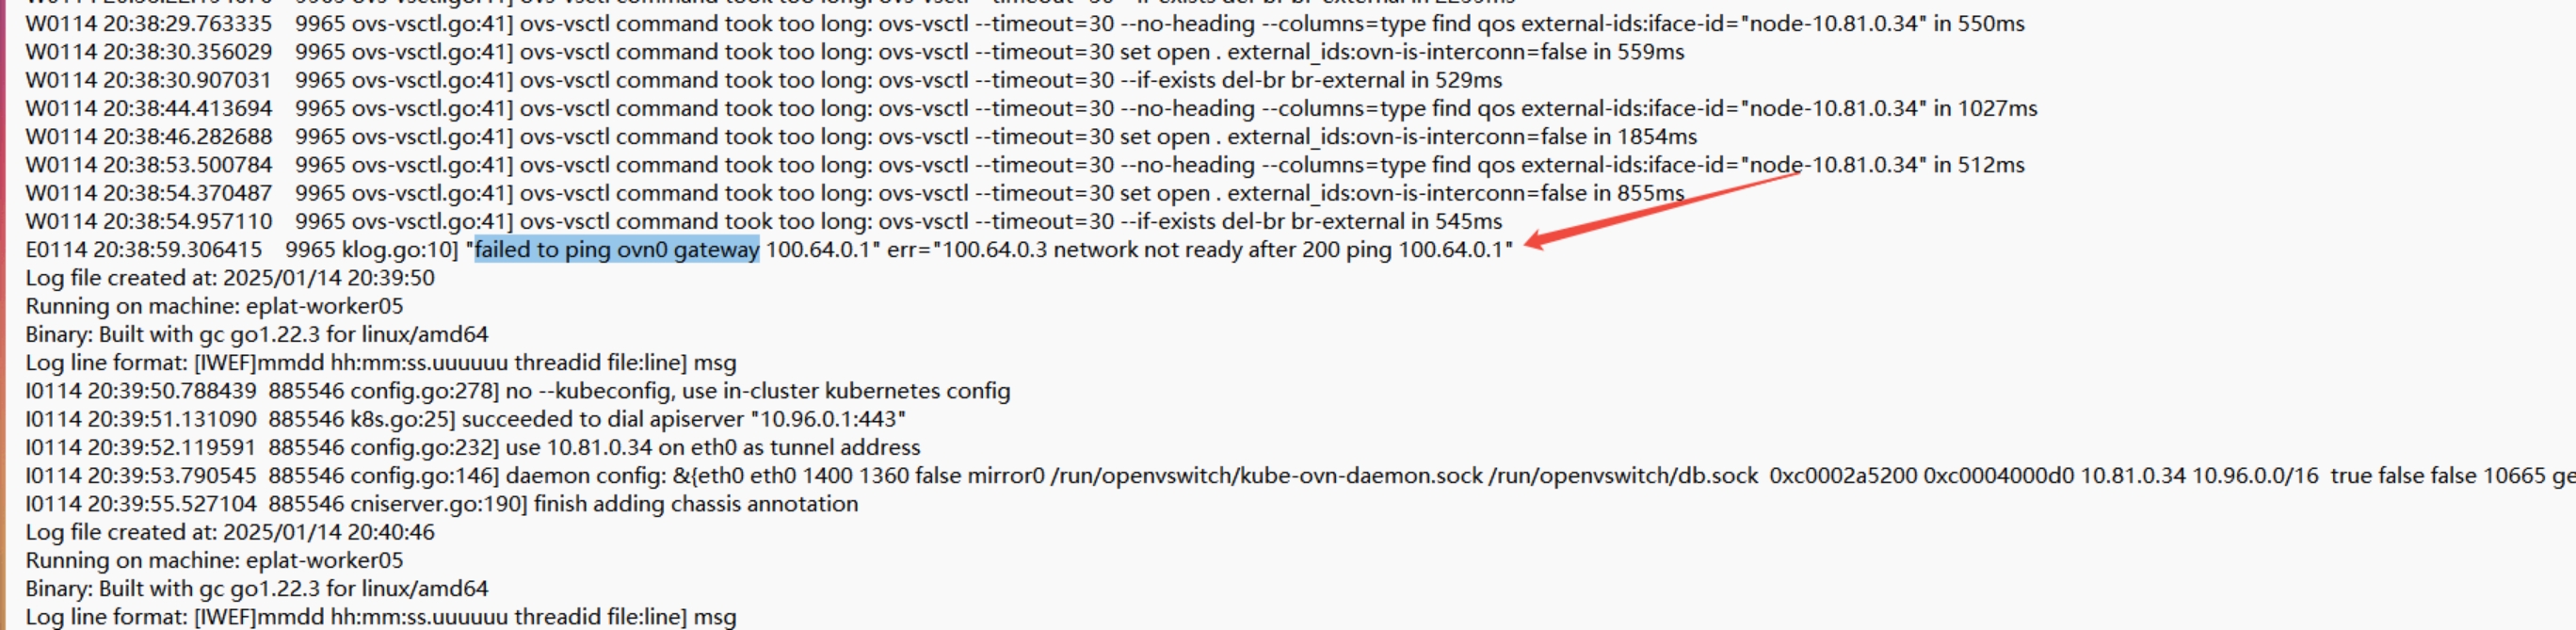 W0114 20:38:29.763335 9965 ovs-vsctl.go:41] ovs-vsctl command took too long: ovs-vsctl --timeout=30 --no-heading --columns=type find qos external-ids:iface-id="node-10.81.0.34" in 550ms
W0114 20:38:30.356029 9965 ovs-vsctl.go:41] ovs-vsctl command took too long: ovs-vsctl --timeout=30 set open . external_ids:ovn-is-interconn=false in 559ms
W0114 20:38:30.907031 9965 ovs-vsctl.go:41] ovs-vsctl command took too long: ovs-vsctl --timeout=30 --if-exists del-br br-external in 529ms
W0114 20:38:44.413694 9965 ovs-vsctl.go:41] ovs-vsctl command took too long: ovs-vsctl --timeout=30 --no-heading --columns=type find qos external-ids:iface-id="node-10.81.0.34" in 1027ms
W0114 20:38:46.282688 9965 ovs-vsctl.go:41] ovs-vsctl command took too long: ovs-vsctl --timeout=30 set open . external_ids:ovn-is-interconn=false in 1854ms
W0114 20:38:53.500784 9965 ovs-vsctl.go:41] ovs-vsctl command took too long: ovs-vsctl --timeout=30 --no-heading --columns=type find qos external-ids:iface-id="node-10.81.0.34" in 512ms
W0114 20:38:54.370487 9965 ovs-vsctl.go:41] ovs-vsctl command took too long: ovs-vsctl --timeout=30 set open . external_ids:ovn-is-interconn=false in 855ms
W0114 20:38:54.957110 9965 ovs-vsctl.go:41] ovs-vsctl command took too long: ovs-vsctl --timeout=30 --if-exists del-br br-external in 545ms
E0114 20:38:59.306415 9965 klog.go:10] "failed to ping ovn0 gateway 100.64.0.1" err="100.64.0.3 network not ready after 200 ping 100.64.0.1"
Log file created at: 2025/01/14 20:39:50
Running on machine: eplat-worker05
Binary: Built with gc go1.22.3 for linux/amd64
Log line format: [IWEF]mmdd hh:mm:ss.uuuuuu threadid file:line] msg
I0114 20:39:50.788439 885546 config.go:278] no --kubeconfig, use in-cluster kubernetes config
I0114 20:39:51.131090 885546 k8s.go:25] succeeded to dial apiserver "10.96.0.1:443"
I0114 20:39:52.119591 885546 config.go:232] use 10.81.0.34 on eth0 as tunnel address
I0114 20:39:53.790545 885546 config.go:146] daemon config: &{eth0 eth0 1400 1360 false mirror0 /run/openvswitch/kube-ovn-daemon.sock /run/openvswitch/db.sock 0xc0002a5200 0xc0004000d0 10.81.0.34 10.96.0.0/16 true false false 10665 ge
I0114 20:39:55.527104 885546 cniserver.go:190] finish adding chassis annotation
Log file created at: 2025/01/14 20:40:46
Running on machine: eplat-worker05
Binary: Built with gc go1.22.3 for linux/amd64
Log line format: [IWEF]mmdd hh:mm:ss.uuuuuu threadid file:line] msg